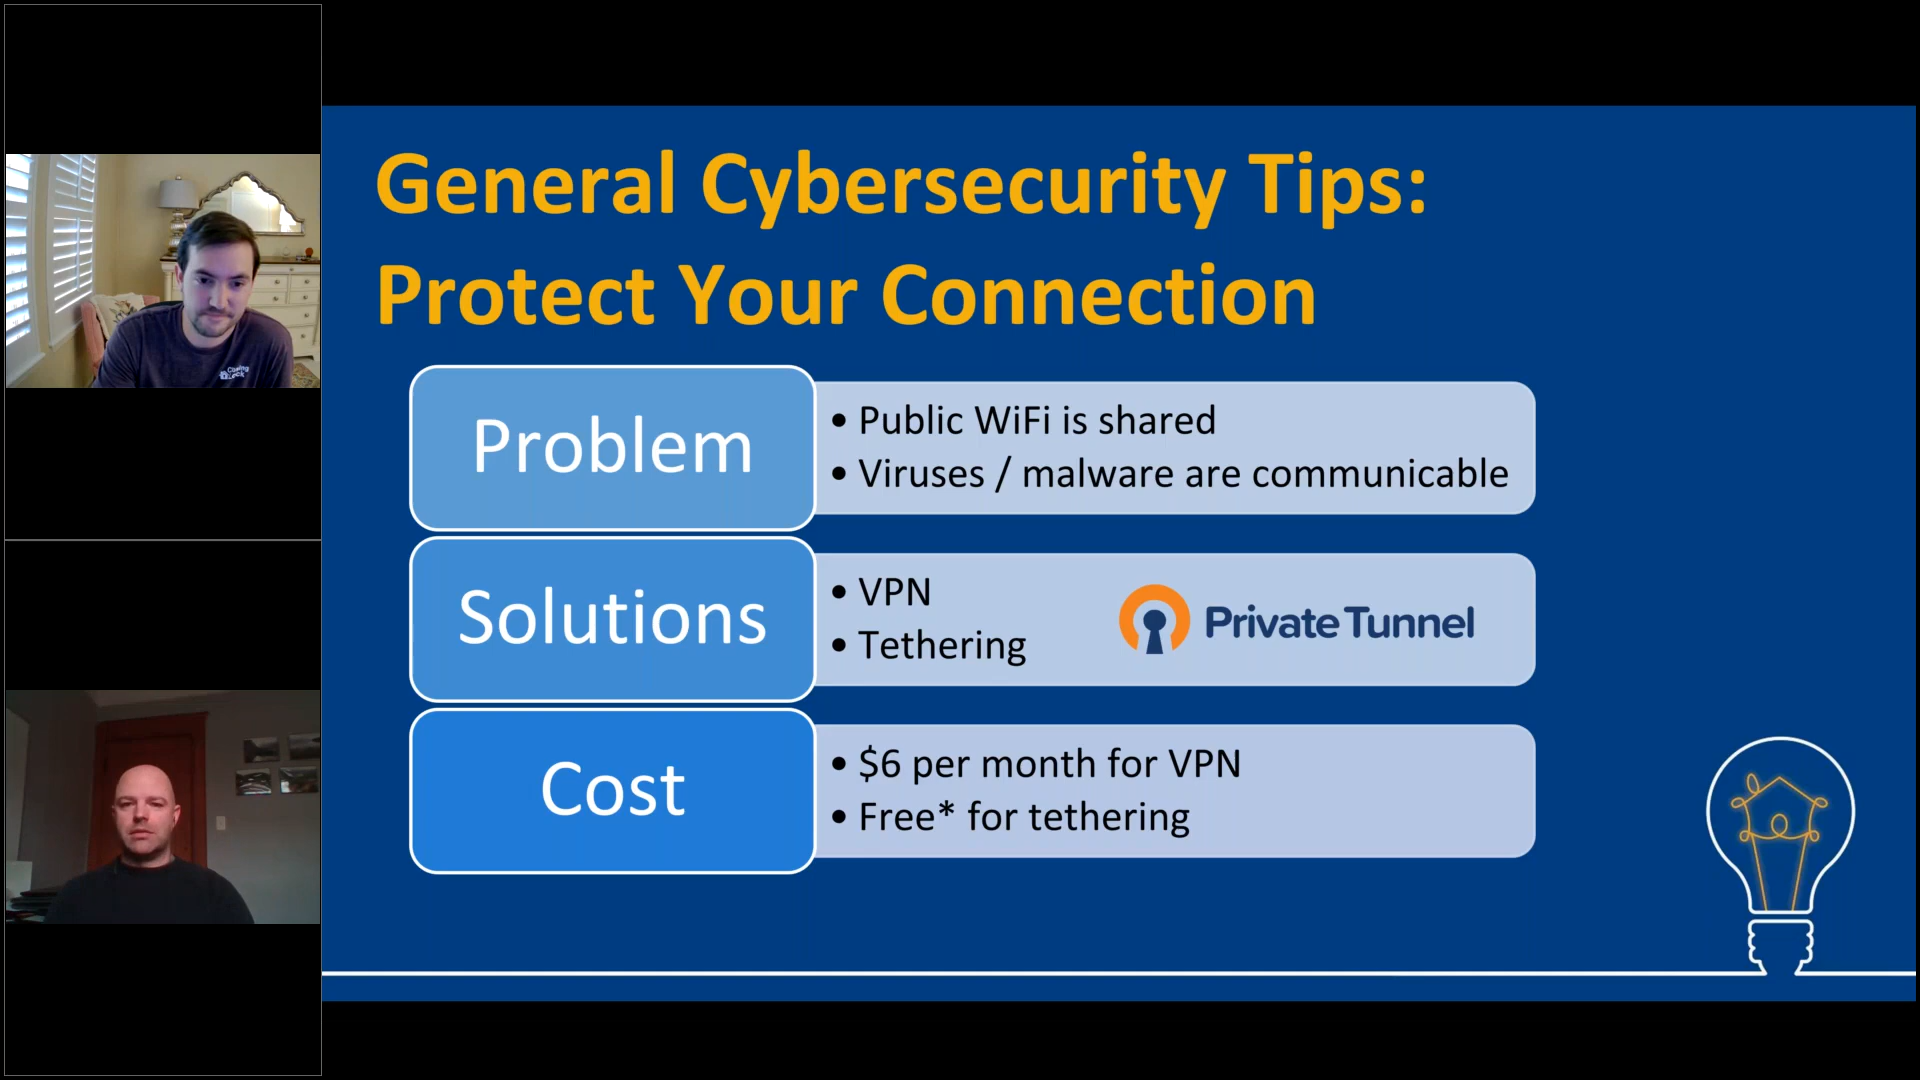 General Cybersecurity Tips:
Protect Your Connection
Problem
• Public WiFi is shared
• Viruses / malware are communicable
Solutions
• VPN
• Tethering
Private Tunnel
Cost
• $6 per month for VPN
• Free* for tethering